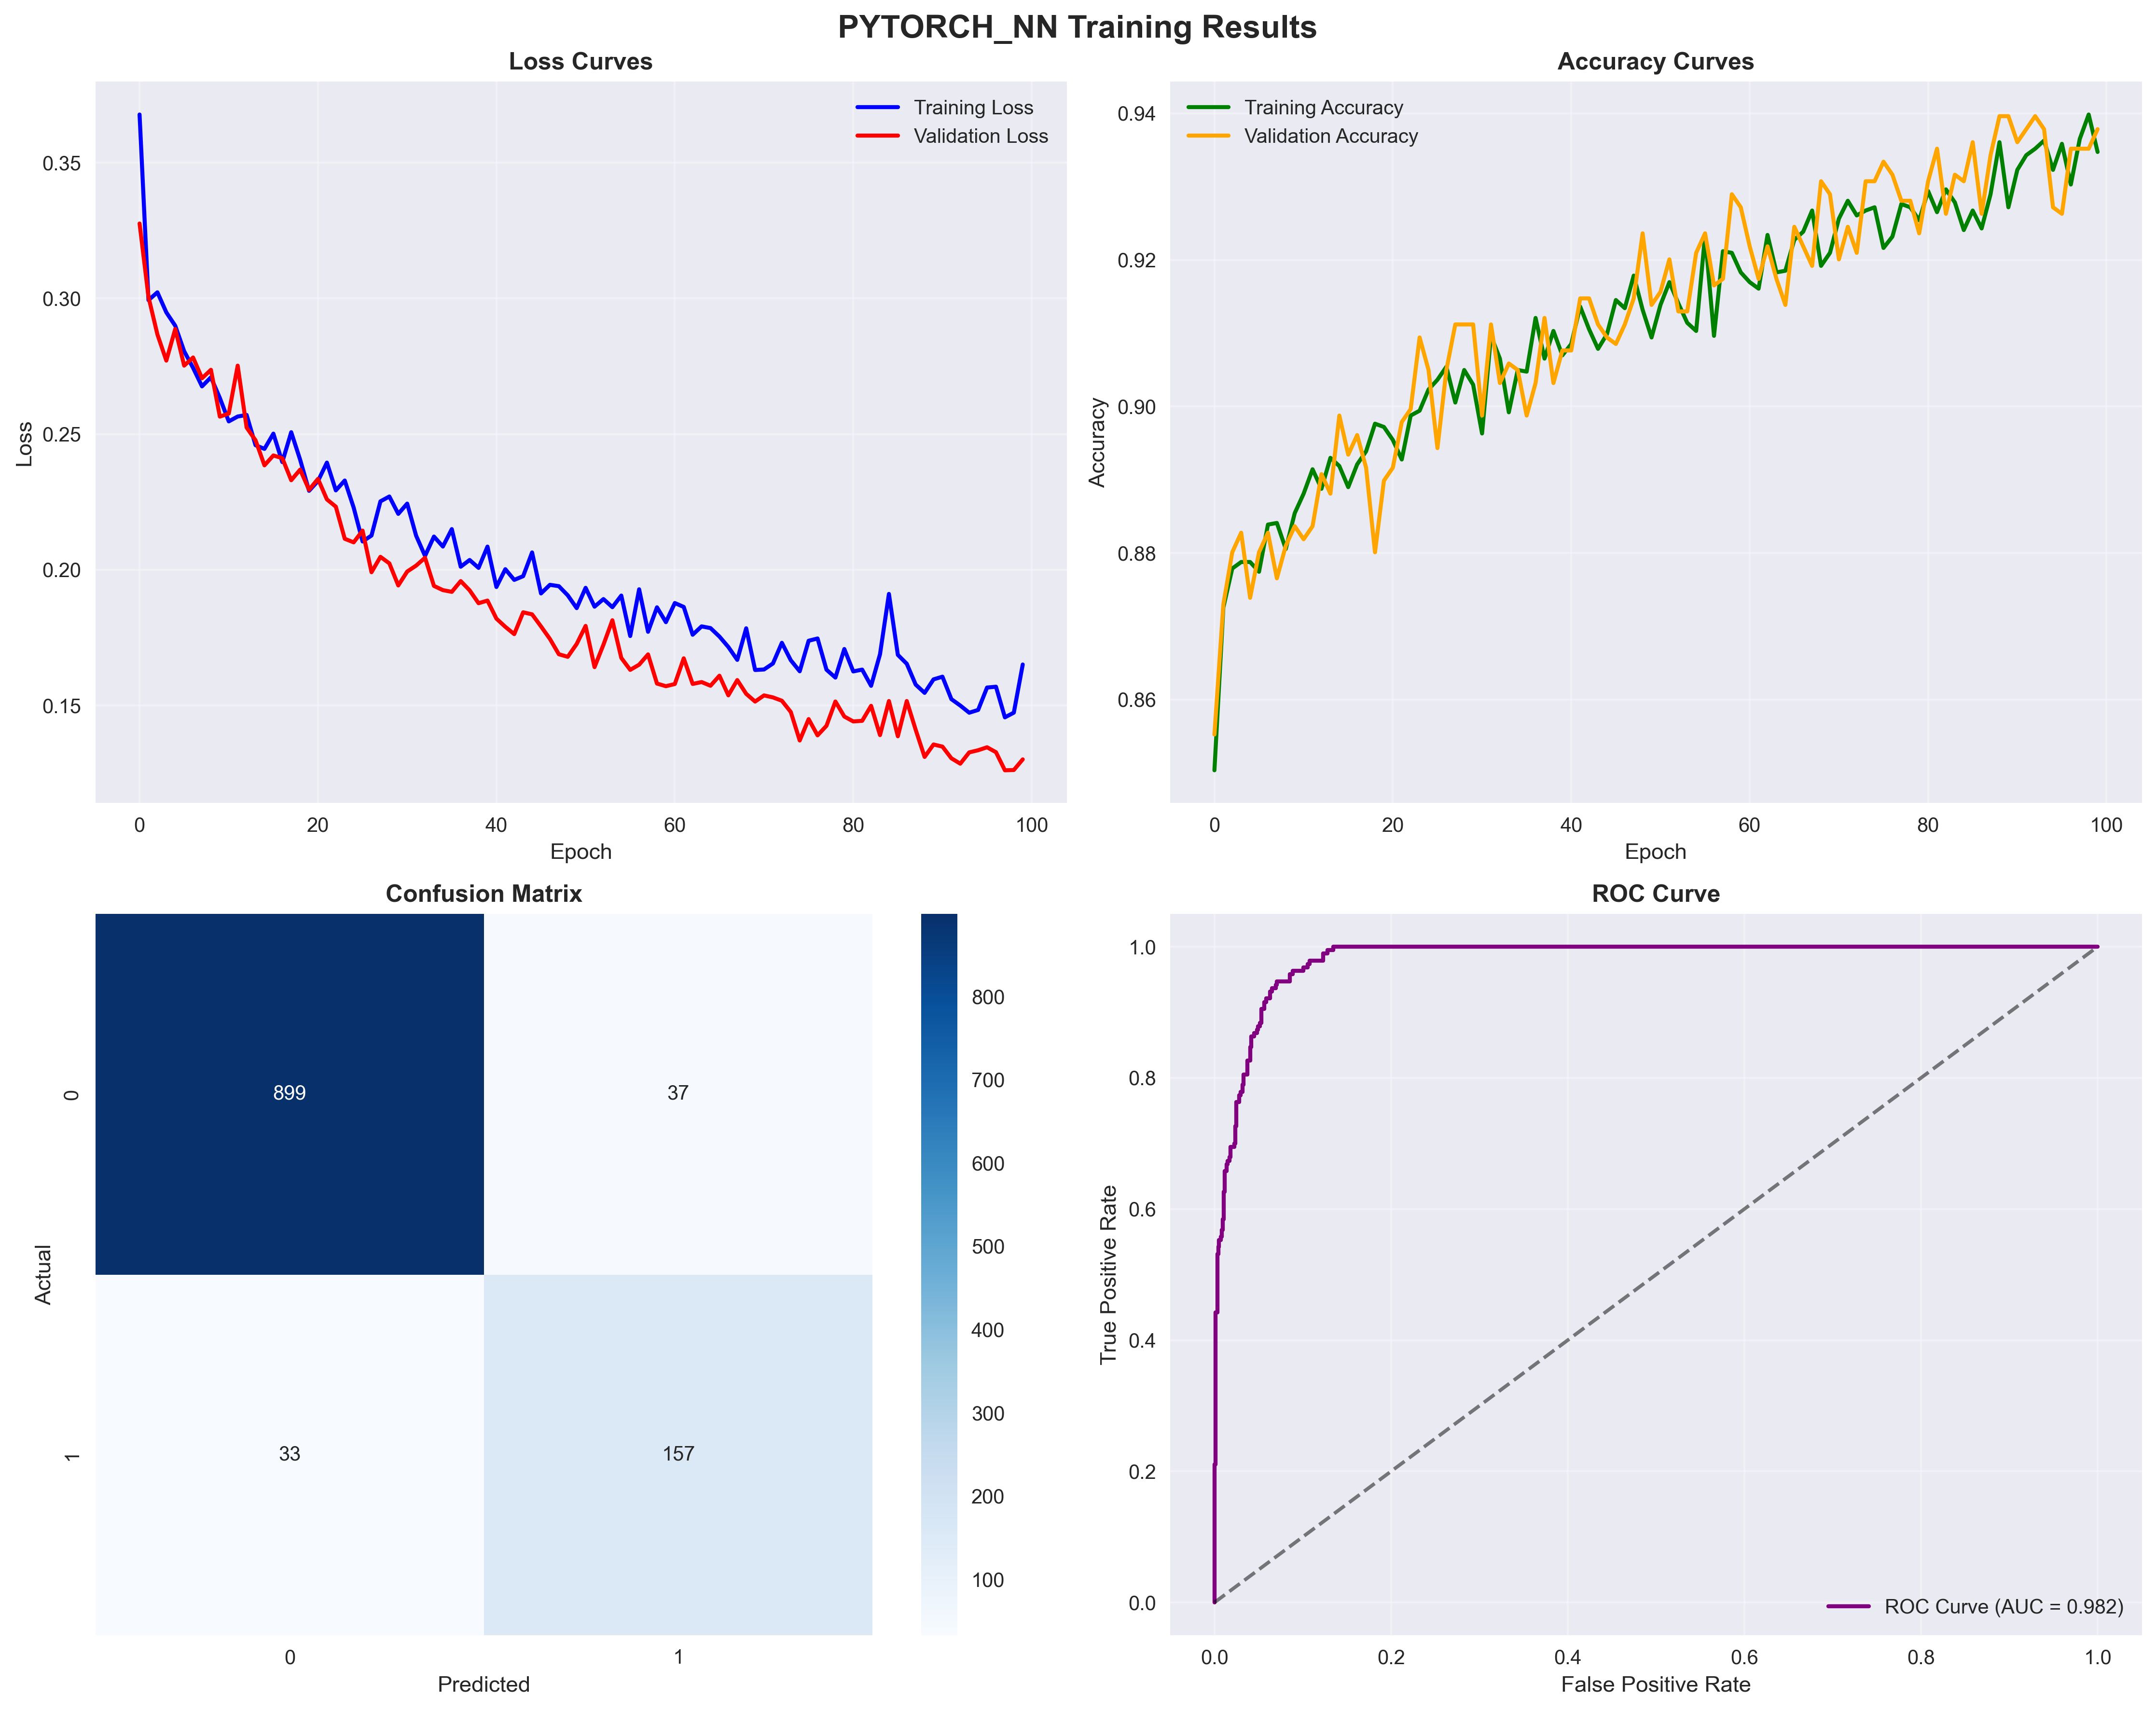 PYTORCH_NN Training Results
Loss Curves
Training Loss
Validation Loss
0.35
0.30
0.25
0.20
0.15
Loss
0 20 40 60 80 100
Epoch
Accuracy Curves
Training Accuracy
Validation Accuracy
0.94
0.92
0.90
0.88
0.86
Accuracy
0 20 40 60 80 100
Epoch
Confusion Matrix
899 37
33 157
0
1
Actual
0 1
Predicted
800
700
600
500
400
300
200
100
ROC Curve
1.0
0.8
0.6
0.4
0.2
0.0
True Positive Rate
ROC Curve (AUC = 0.982)
0.0 0.2 0.4 0.6 0.8 1.0
False Positive Rate